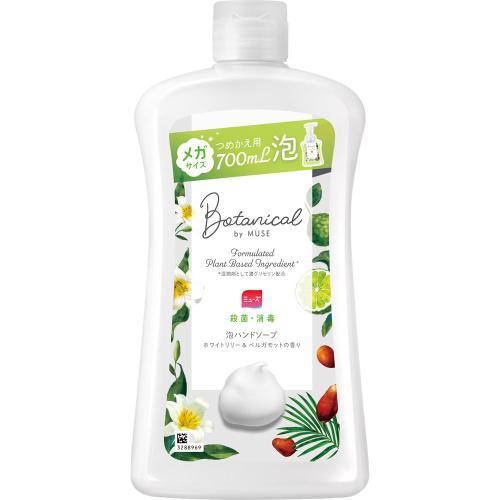 メガ
サイズ
つめかえ用
700mL 泡
Botanical
by MUSE
Formulated
Plant Based Ingredient*
*湿潤剤として濃グリセリン配合
ミューズ
殺菌・消毒
泡ハンドソープ
ホワイトリリー & ベルガモットの香り
3288969